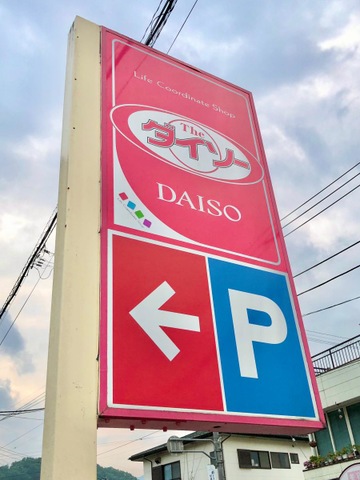 Life Coordinate Shop
The
ダイソー
DAISO
P